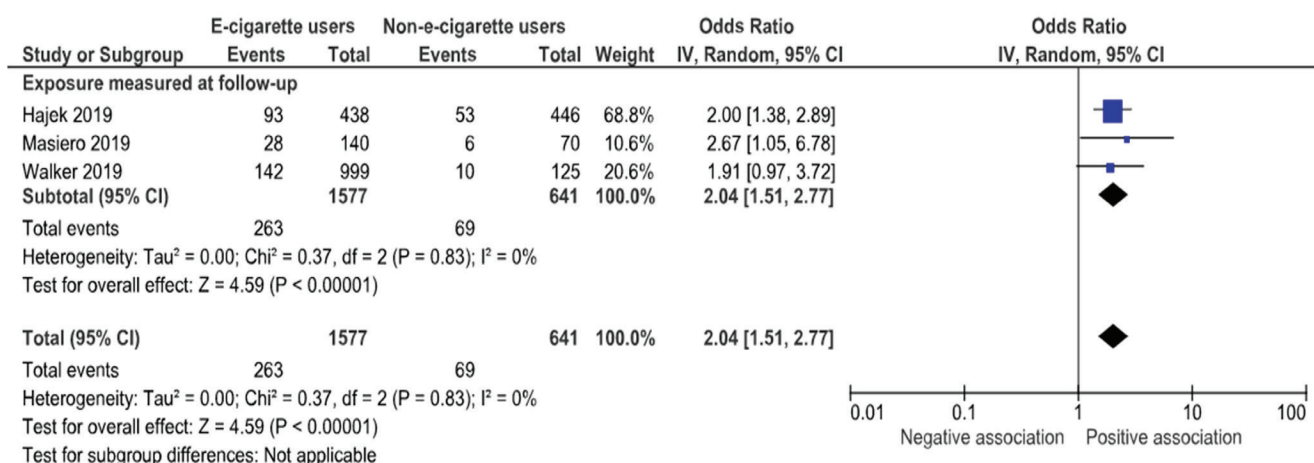 E-cigarette users Non-e-cigarette users Odds Ratio Odds Ratio
Study or Subgroup Events Total Events Total Weight IV, Random, 95% CI IV, Random, 95% CI
Exposure measured at follow-up
Hajek 2019 93 438 53 446 68.8% 2.00 [1.38, 2.89]
Masiero 2019 28 140 6 70 10.6% 2.67 [1.05, 6.78]
Walker 2019 142 999 10 125 20.6% 1.91 [0.97, 3.72]
Subtotal (95% CI) 1577 641 100.0% 2.04 [1.51, 2.77]
Total events 263 69
Heterogeneity: Tau² = 0.00; Chi² = 0.37, df = 2 (P = 0.83); I² = 0%
Test for overall effect: Z = 4.59 (P < 0.00001)
Total (95% CI) 1577 641 100.0% 2.04 [1.51, 2.77]
Total events 263 69
Heterogeneity: Tau² = 0.00; Chi² = 0.37, df = 2 (P = 0.83); I² = 0%
Test for overall effect: Z = 4.59 (P < 0.00001)
Test for subgroup differences: Not applicable
0.01 0.1 1 10 100
Negative association Positive association